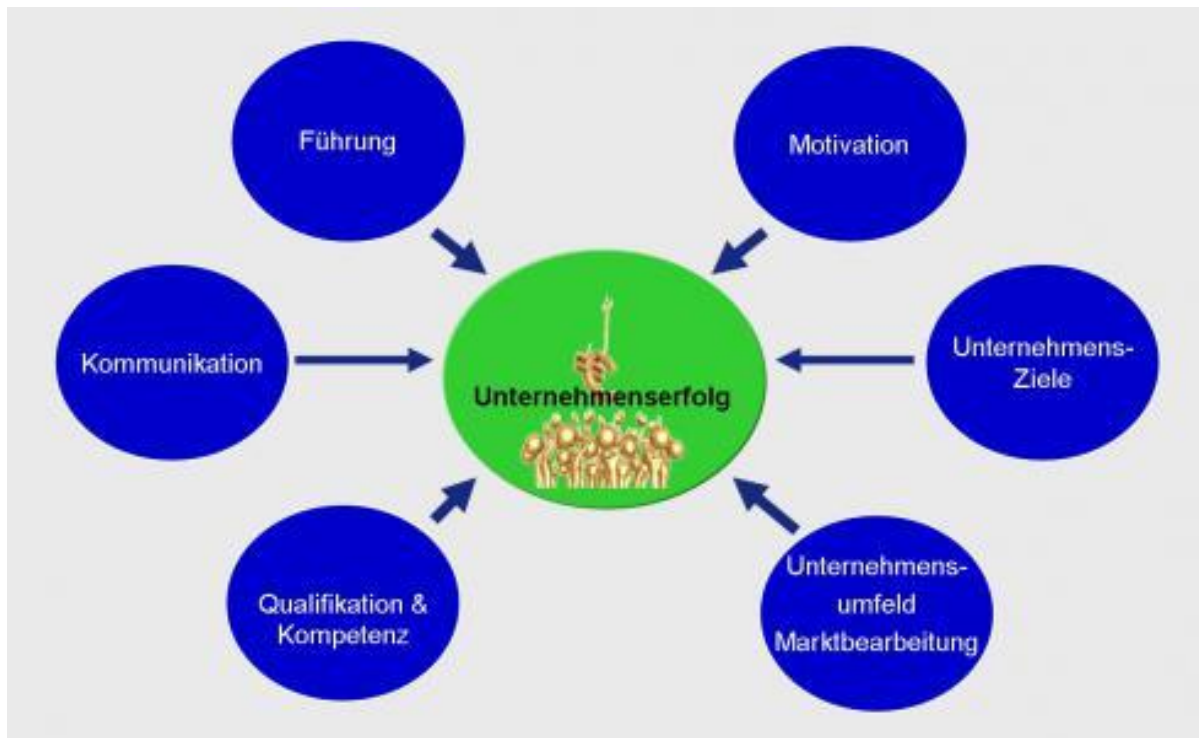 Führung
Motivation
Kommunikation
Unternehmenserfolg
Unternehmens-
Ziele
Qualifikation &
Kompetenz
Unternehmens-
umfeld
Marktbearbeitung